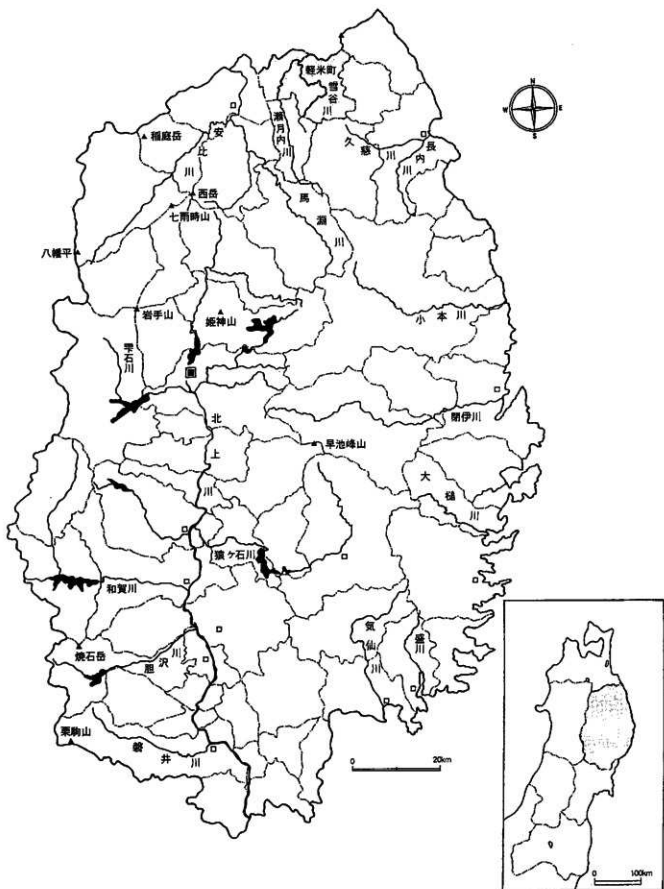 軽米町
雪谷川
瀬月内川
安比川
久慈川
長内川
稲庭岳
西岳
七雨時山
馬淵川
八幡平
N
W E
S
岩手山
姫神山
小本川
雫石川
閉伊川
北上川
早池峰山
大槌川
猿ヶ石川
和賀川
気仙川
盛川
焼石岳
胆沢川
栗駒山
磐井川
0 20km
0 100km